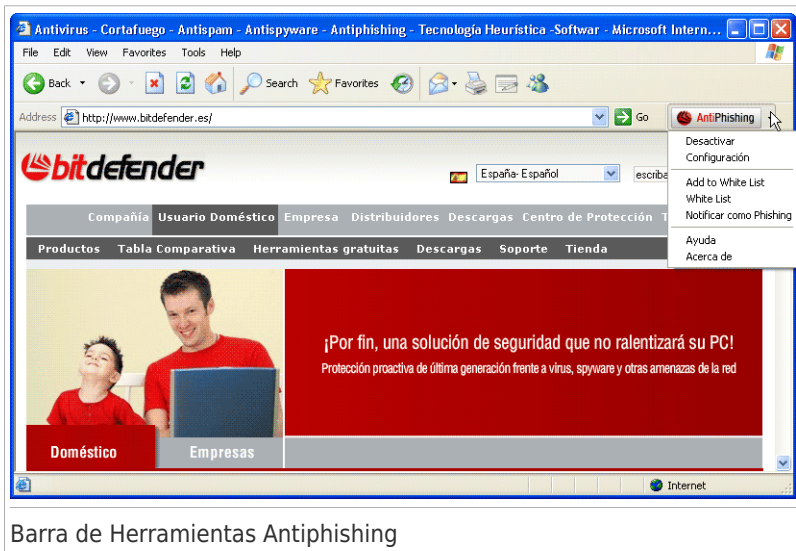 Antivirus - Cortafuego - Antispam - Antispyware - Antiphishing - Tecnología Heurística -Softwar - Microsoft Intern...
File Edit View Favorites Tools Help
Back Search Favorites
Address http://www.bitdefender.es/ Go AntiPhishing
Desactivar
Configuración
Add to White List
White List
Notificar como Phishing
Ayuda
Acerca de
bitdefender España- Español escriba
Compañía Usuario Doméstico Empresa Distribuidores Descargas Centro de Protección T
Productos Tabla Comparativa Herramientas gratuitas Descargas Soporte Tienda
¡Por fin, una solución de seguridad que no ralentizará su PC!
Protección proactiva de última generación frente a virus, spyware y otras amenazas de la red
Doméstico Empresas
Internet
Barra de Herramientas Antiphishing